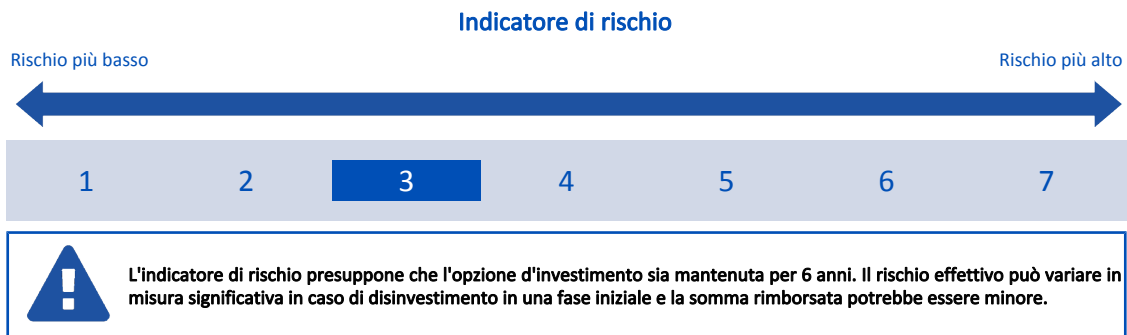 Indicatore di rischio
Rischio più basso
Rischio più alto
1 2 3 4 5 6 7
L'indicatore di rischio presuppone che l'opzione d'investimento sia mantenuta per 6 anni. Il rischio effettivo può variare in
misura significativa in caso di disinvestimento in una fase iniziale e la somma rimborsata potrebbe essere minore.